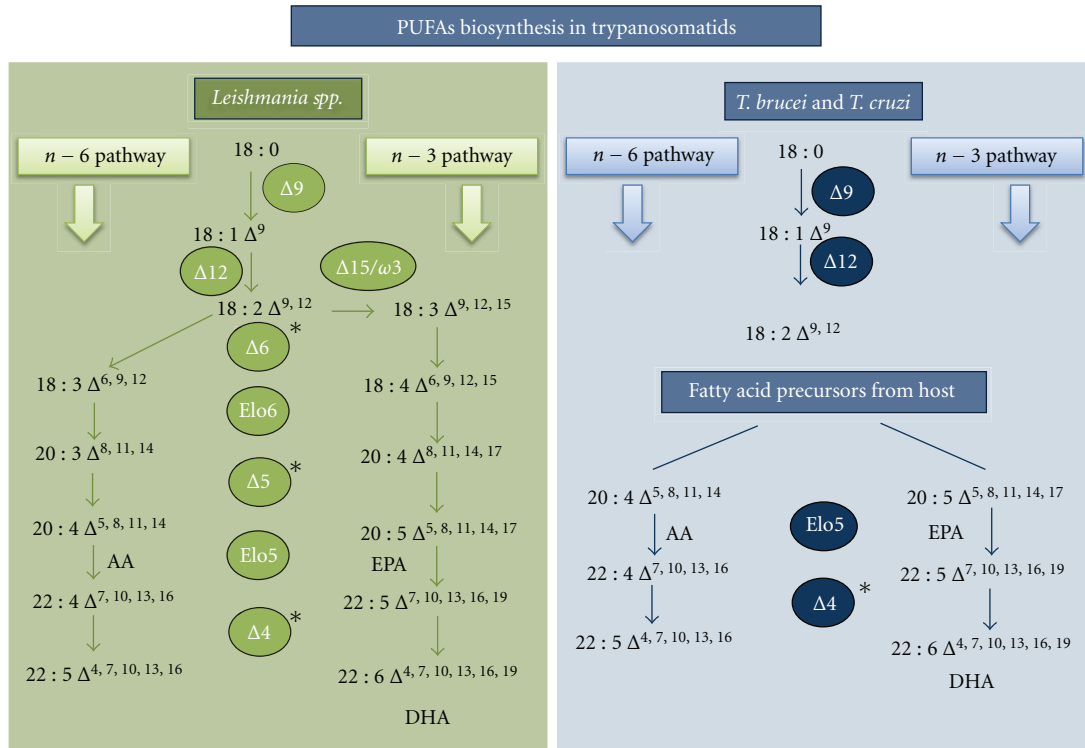 PUFAs biosynthesis in trypanosomatids
Leishmania spp.
n − 6 pathway
n − 3 pathway
18 : 0
Δ9
18 : 1 Δ⁹
Δ12
Δ15/ω3
18 : 2 Δ⁹, ¹²
18 : 3 Δ⁹, ¹², ¹⁵
Δ6*
18 : 3 Δ⁶, ⁹, ¹²
18 : 4 Δ⁶, ⁹, ¹², ¹⁵
Elo6
20 : 3 Δ⁸, ¹¹, ¹⁴
20 : 4 Δ⁸, ¹¹, ¹⁴, ¹⁷
Δ5*
20 : 4 Δ⁵, ⁸, ¹¹, ¹⁴
20 : 5 Δ⁵, ⁸, ¹¹, ¹⁴, ¹⁷
AA
Elo5
EPA
22 : 4 Δ⁷, ¹⁰, ¹³, ¹⁶
22 : 5 Δ⁷, ¹⁰, ¹³, ¹⁶, ¹⁹
Δ4*
22 : 5 Δ⁴, ⁷, ¹⁰, ¹³, ¹⁶
22 : 6 Δ⁴, ⁷, ¹⁰, ¹³, ¹⁶, ¹⁹
DHA
T. brucei and T. cruzi
n − 6 pathway
n − 3 pathway
18 : 0
Δ9
18 : 1 Δ⁹
Δ12
18 : 2 Δ⁹, ¹²
Fatty acid precursors from host
20 : 4 Δ⁵, ⁸, ¹¹, ¹⁴
20 : 5 Δ⁵, ⁸, ¹¹, ¹⁴, ¹⁷
Elo5
AA
EPA
22 : 4 Δ⁷, ¹⁰, ¹³, ¹⁶
22 : 5 Δ⁷, ¹⁰, ¹³, ¹⁶, ¹⁹
Δ4*
22 : 5 Δ⁴, ⁷, ¹⁰, ¹³, ¹⁶
22 : 6 Δ⁴, ⁷, ¹⁰, ¹³, ¹⁶, ¹⁹
DHA